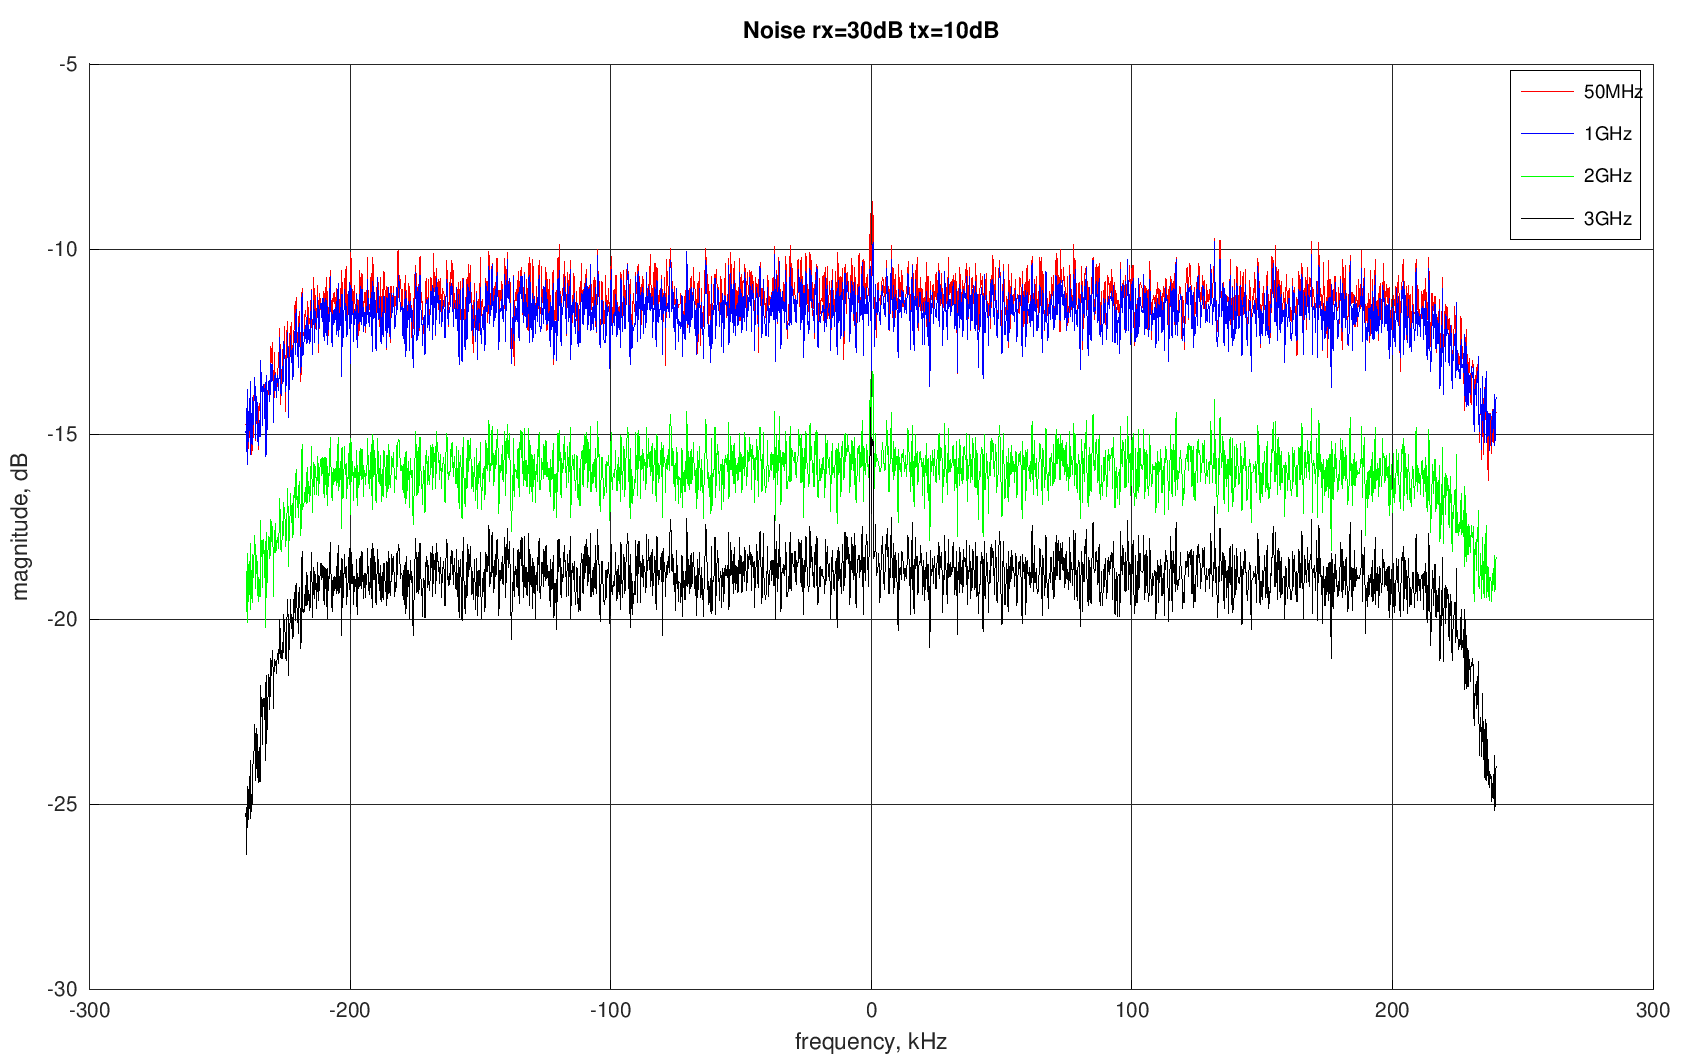 Noise rx=30dB tx=10dB
-5
50MHz
1GHz
2GHz
3GHz
-10
-15
magnitude, dB
-20
-25
-30
-300 -200 -100 0 100 200 300
frequency, kHz